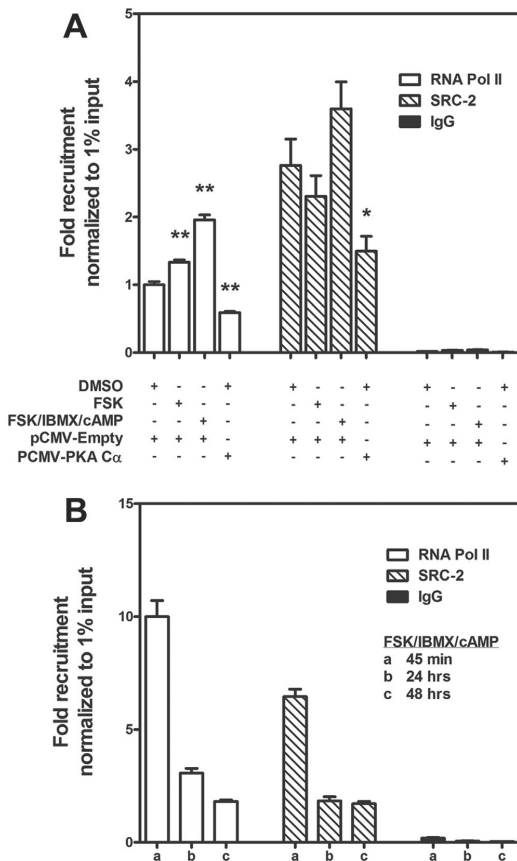 A
Fold recruitment
normalized to 1% input
5
4
3
2
1
0
RNA Pol II
SRC-2
IgG
** ** ** *
DMSO + - - + + - - + + - - +
FSK - + - - - + - - - + - -
FSK/IBMX/cAMP - - + - - - + - - - + -
pCMV-Empty + + + - + + + - + + + -
PCMV-PKA Cα - - - + - - - + - - - +
B
Fold recruitment
normalized to 1% input
15
10
5
0
RNA Pol II
SRC-2
IgG
FSK/IBMX/cAMP
a 45 min
b 24 hrs
c 48 hrs
a b c a b c a b c